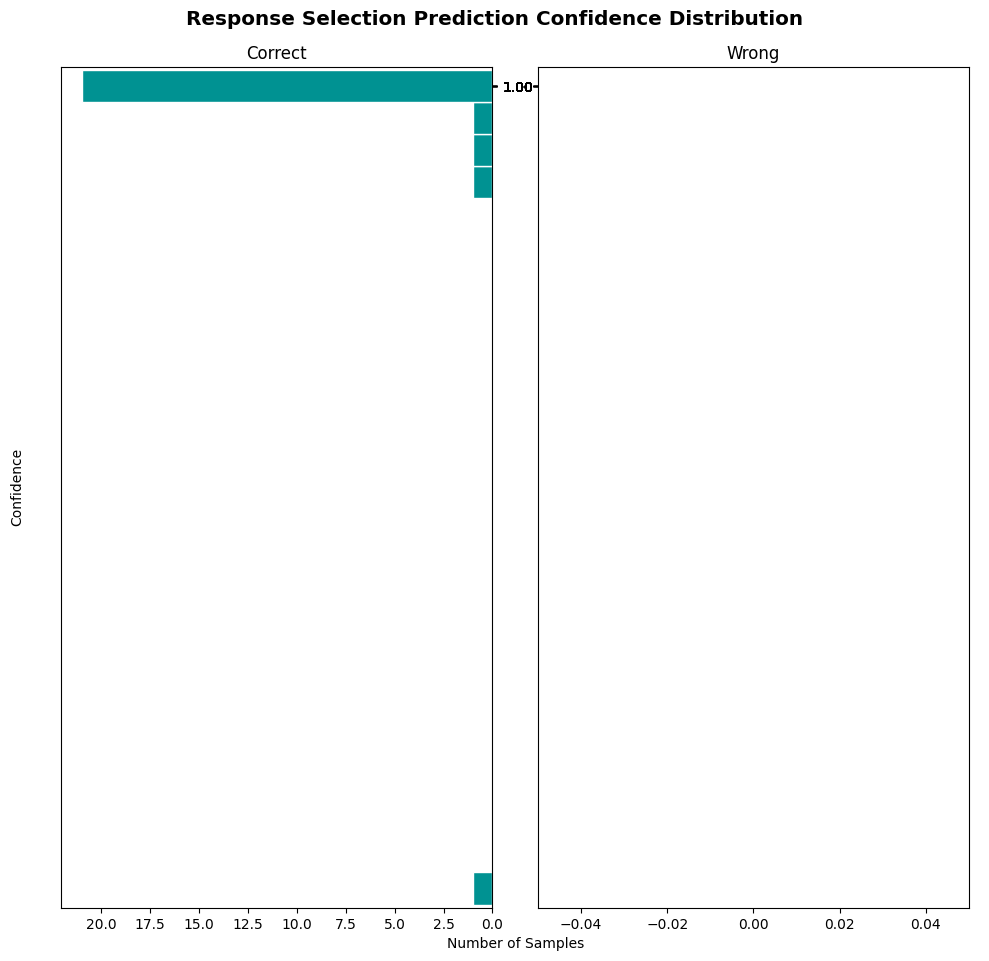 Response Selection Prediction Confidence Distribution
Correct
Wrong
1.00
Confidence
20.0 17.5 15.0 12.5 10.0 7.5 5.0 2.5 0.0
−0.04 −0.02 0.00 0.02 0.04
Number of Samples